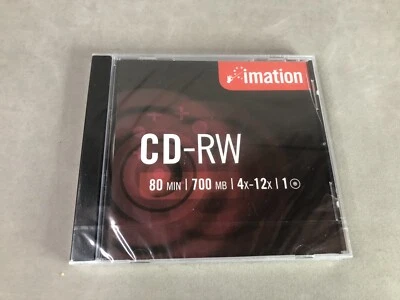 imation
CD-RW
80 MIN | 700 MB | 4x-12x | 1